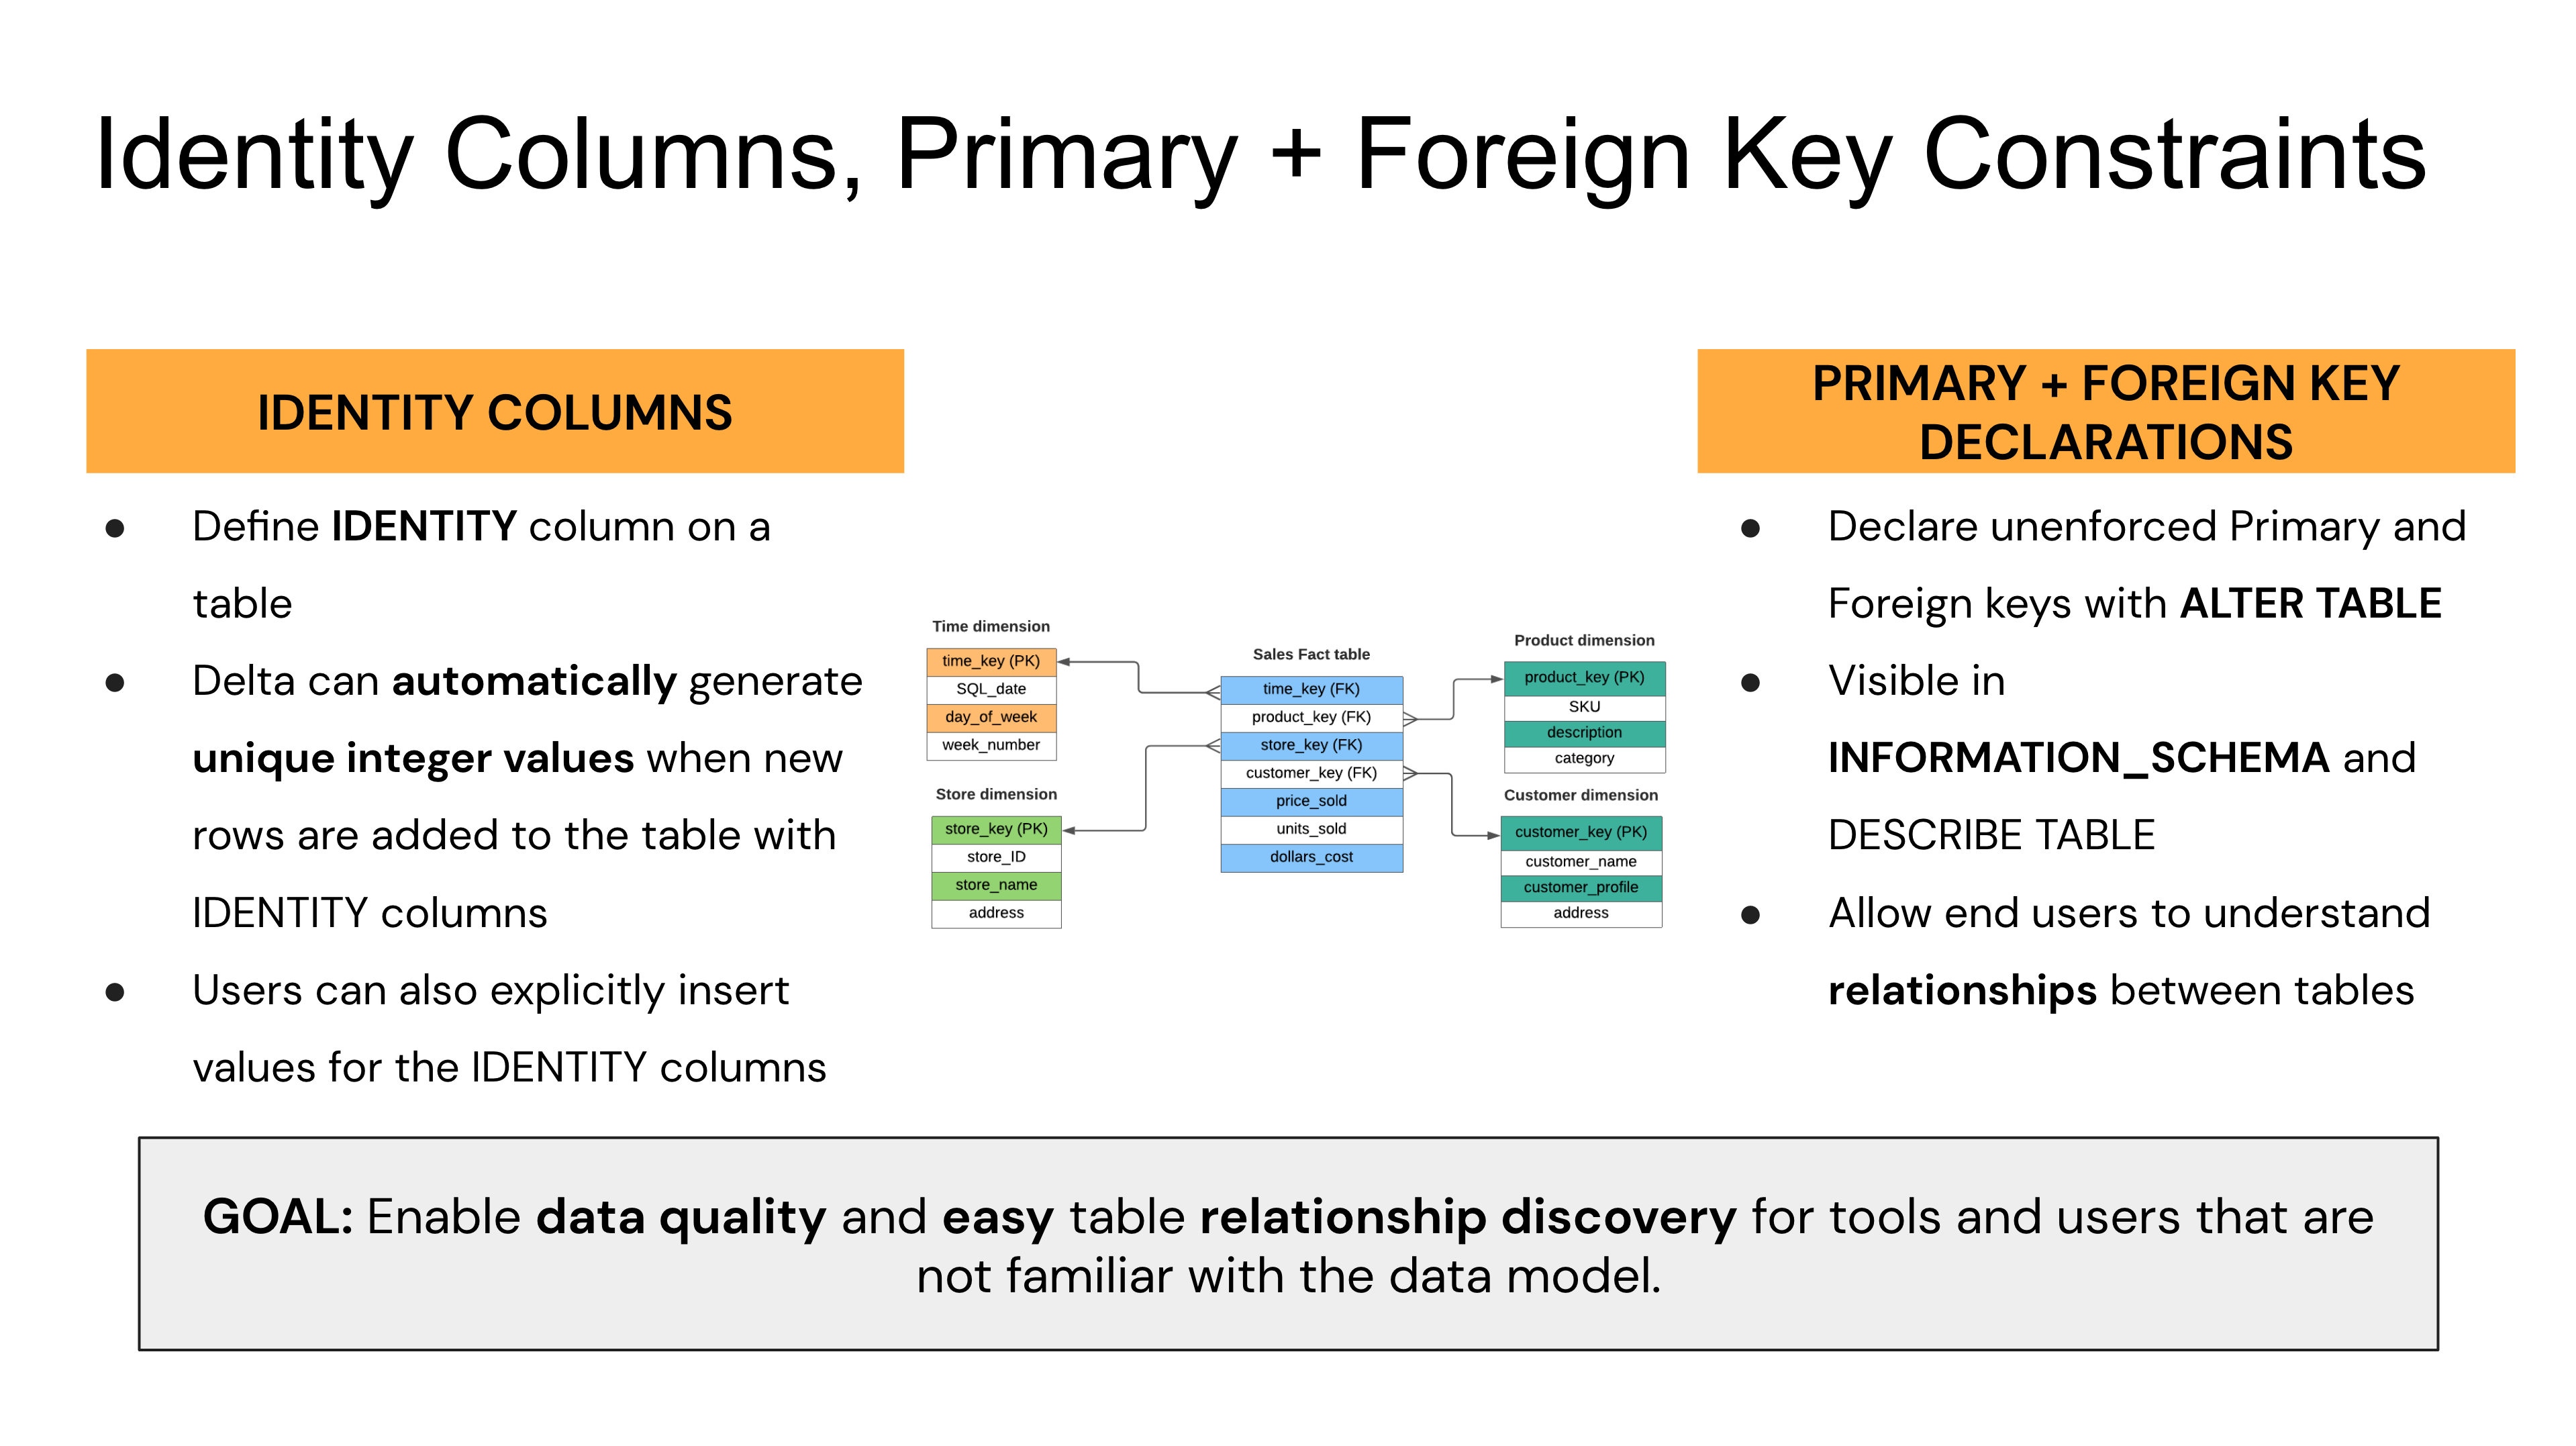 Identity Columns, Primary + Foreign Key Constraints
IDENTITY COLUMNS
● Define IDENTITY column on a
table
● Delta can automatically generate
unique integer values when new
rows are added to the table with
IDENTITY columns
● Users can also explicitly insert
values for the IDENTITY columns
Time dimension
time_key (PK)
SQL_date
day_of_week
week_number
Store dimension
store_key (PK)
store_ID
store_name
address
Sales Fact table
time_key (FK)
product_key (FK)
store_key (FK)
customer_key (FK)
price_sold
units_sold
dollars_cost
Product dimension
product_key (PK)
SKU
description
category
Customer dimension
customer_key (PK)
customer_name
customer_profile
address
PRIMARY + FOREIGN KEY
DECLARATIONS
● Declare unenforced Primary and
Foreign keys with ALTER TABLE
● Visible in
INFORMATION_SCHEMA and
DESCRIBE TABLE
● Allow end users to understand
relationships between tables
GOAL: Enable data quality and easy table relationship discovery for tools and users that are
not familiar with the data model.